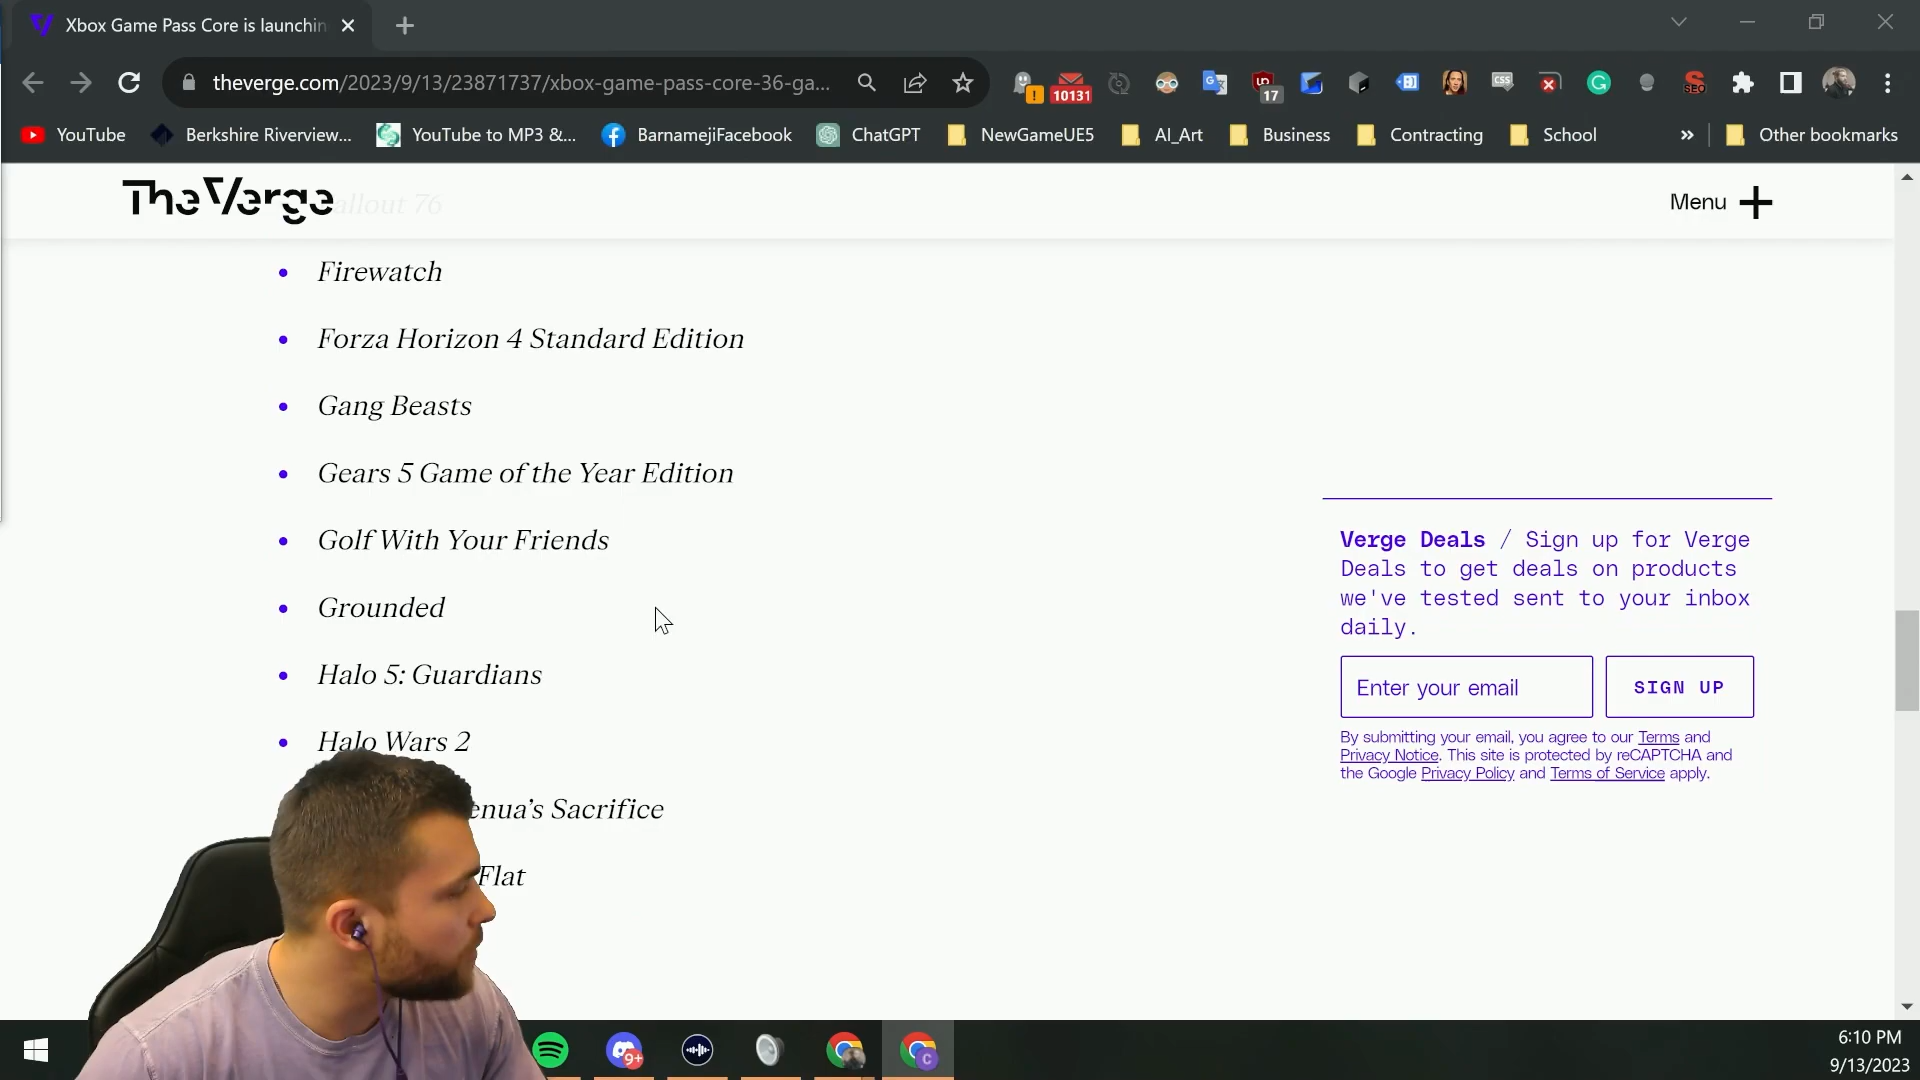 Xbox Game Pass Core is launchin
theverge.com/2023/9/13/23871737/xbox-game-pass-core-36-ga...
10131
17
CSS
SEO
YouTube
Berkshire Riverview...
YouTube to MP3 &...
BarnamejiFacebook
ChatGPT
NewGameUE5
AI_Art
Business
Contracting
School
»
Other bookmarks
The Verge
allout 76
Menu
Firewatch
Forza Horizon 4 Standard Edition
Gang Beasts
Gears 5 Game of the Year Edition
Golf With Your Friends
Grounded
Halo 5: Guardians
Halo Wars 2
enua's Sacrifice
Flat
Verge Deals / Sign up for Verge
Deals to get deals on products
we've tested sent to your inbox
daily.
Enter your email
SIGN UP
By submitting your email, you agree to our Terms and
Privacy Notice. This site is protected by reCAPTCHA and
the Google Privacy Policy and Terms of Service apply.
9+
C
6:10 PM
9/13/2023